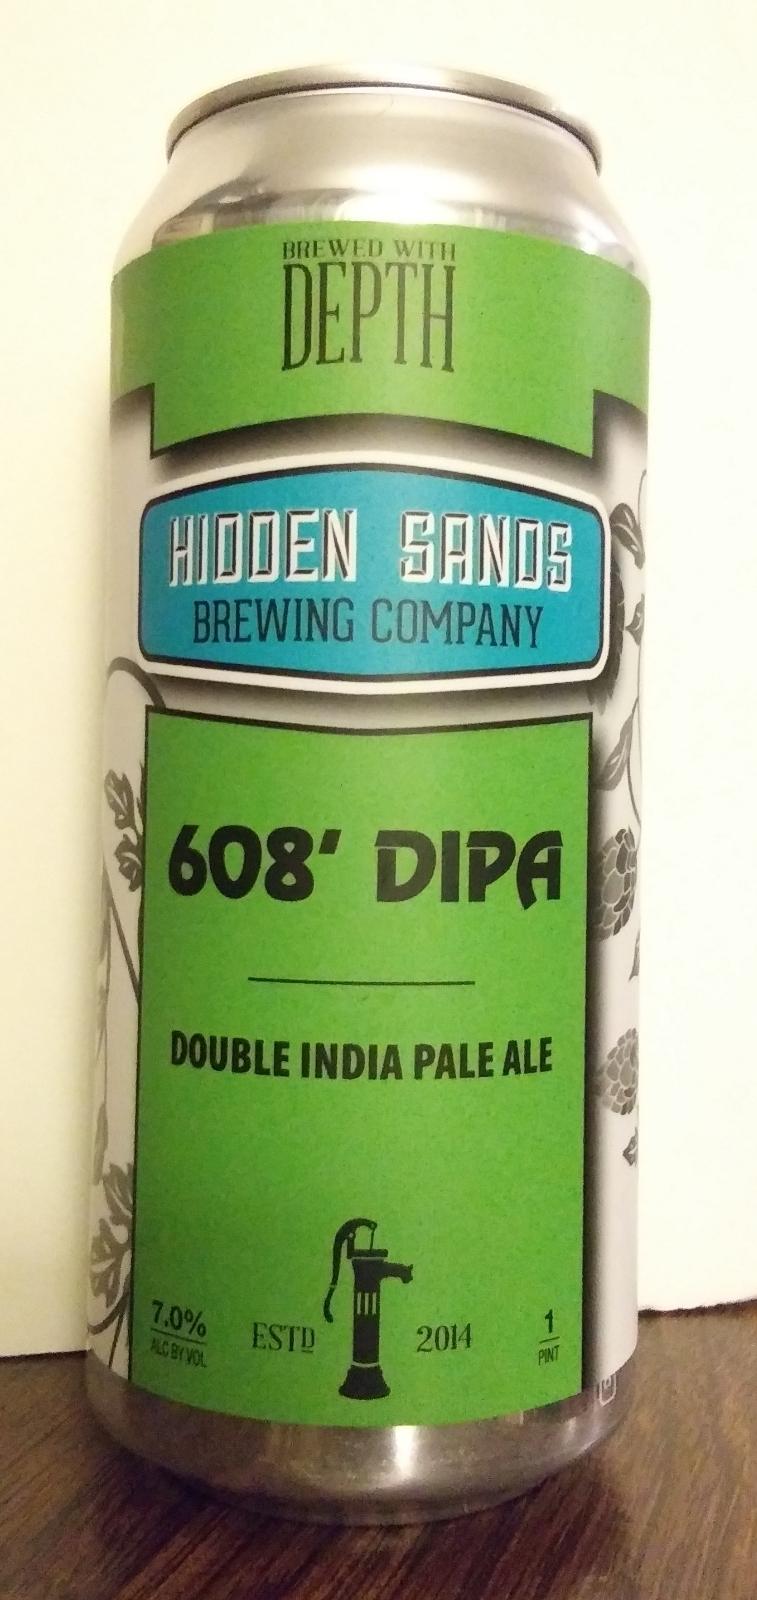 BREWED WITH
DEPTH
HIDDEN SANDS
BREWING COMPANY
608' DIPA
DOUBLE INDIA PALE ALE
7.0%
ALC BY VOL
ESTD 2014
1
PINT